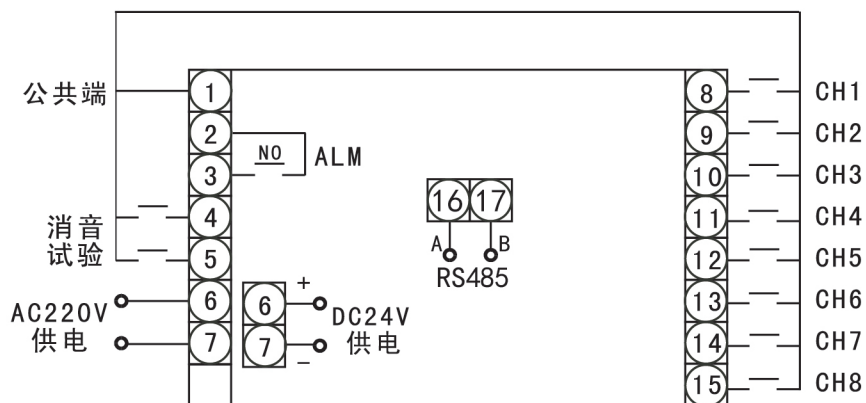 公共端
1
2
3
4
5
6
7
NO
ALM
消音
试验
AC220V
供电
6
7
+
−
DC24V
供电
16 17
A B
RS485
8 CH1
9 CH2
10 CH3
11 CH4
12 CH5
13 CH6
14 CH7
15 CH8